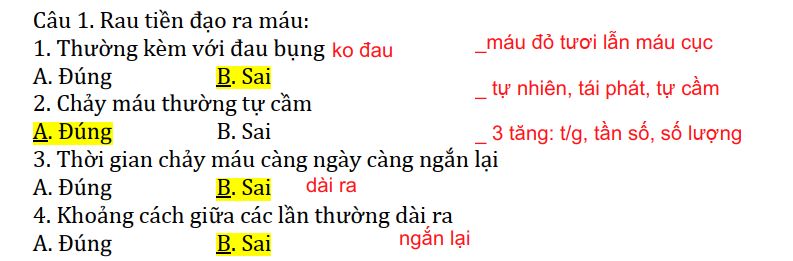 Câu 1. Rau tiền đạo ra máu:
1. Thường kèm với đau bụng ko đau
_máu đỏ tươi lẫn máu cục
A. Đúng B. Sai
_ tự nhiên, tái phát, tự cầm
2. Chảy máu thường tự cầm
A. Đúng B. Sai
_ 3 tăng: t/g, tần số, số lượng
3. Thời gian chảy máu càng ngày càng ngắn lại
A. Đúng B. Sai dài ra
4. Khoảng cách giữa các lần thường dài ra
A. Đúng B. Sai ngắn lại